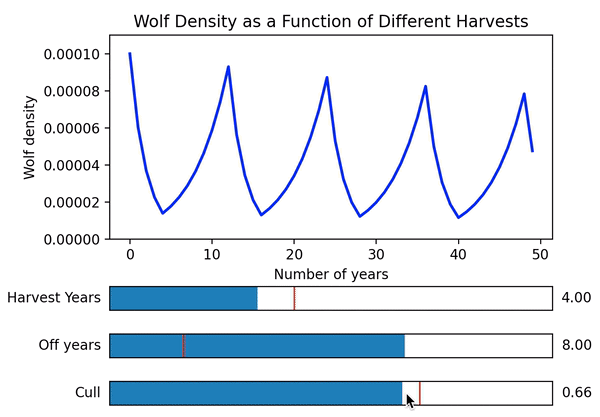 Wolf Density as a Function of Different Harvests
Wolf density
0.00010
0.00008
0.00006
0.00004
0.00002
0.00000
0 10 20 30 40 50
Number of years
Harvest Years 4.00
Off years 8.00
Cull 0.66